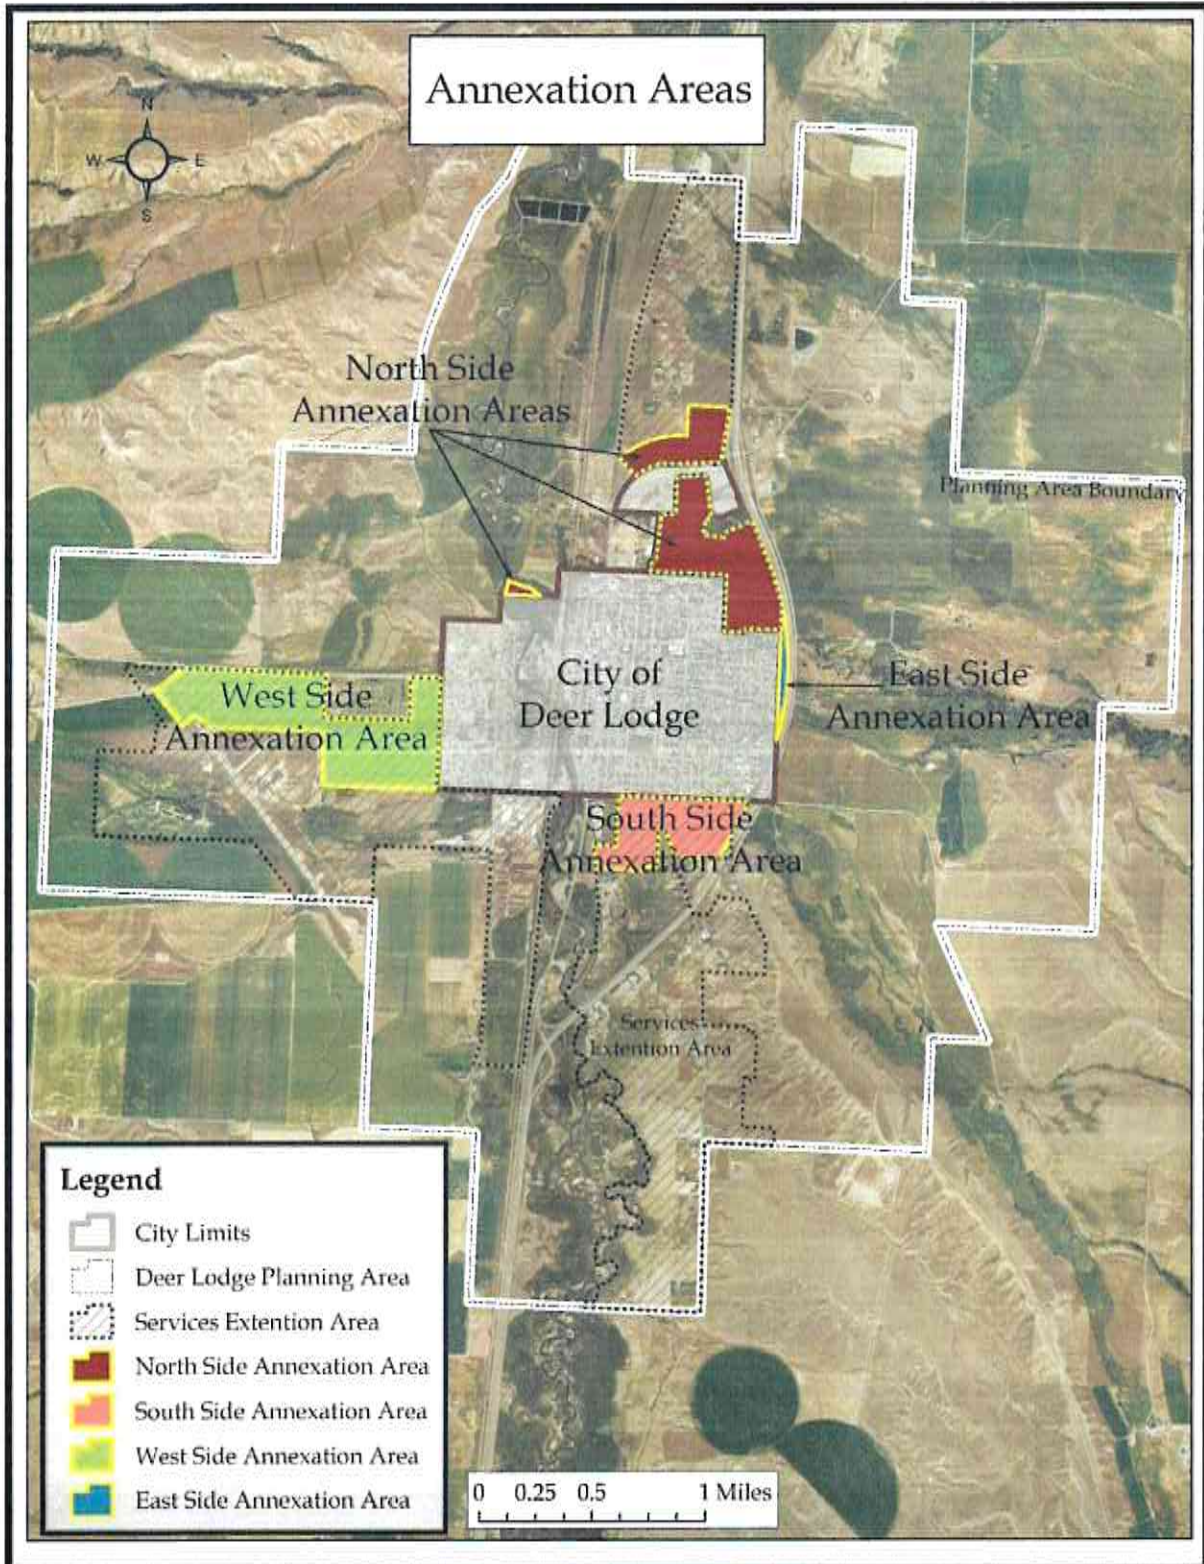 Annexation Areas
N
W E
S
North Side
Annexation Areas
Planning Area Boundary
City of
Deer Lodge
East Side
Annexation Area
West Side
Annexation Area
South Side
Annexation Area
Services
Extention Area
Legend
City Limits
Deer Lodge Planning Area
Services Extention Area
North Side Annexation Area
South Side Annexation Area
West Side Annexation Area
East Side Annexation Area
0 0.25 0.5 1 Miles